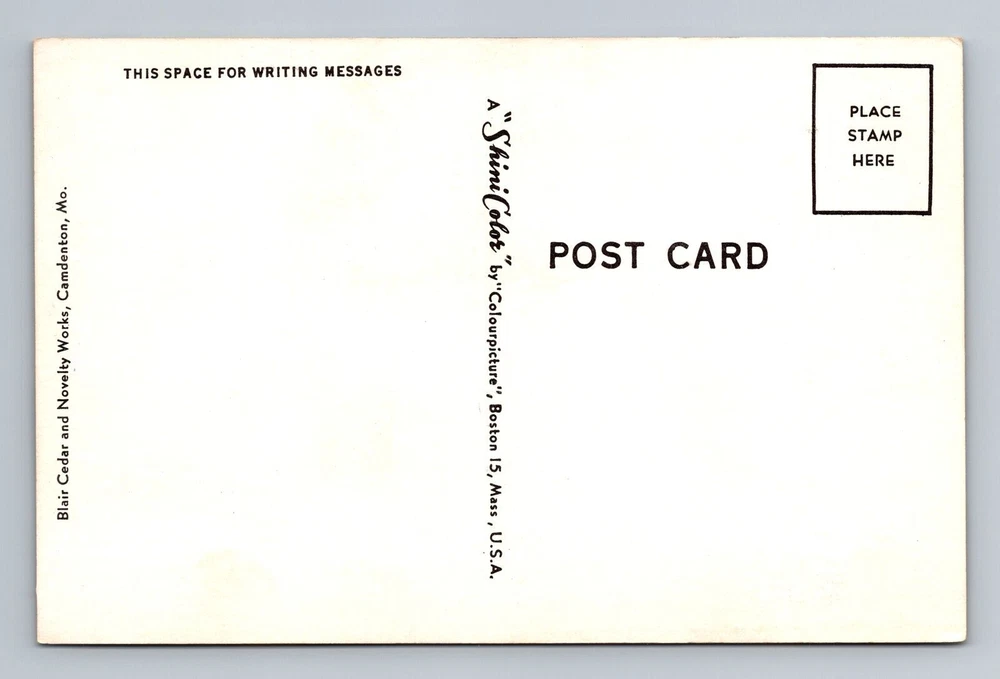 THIS SPACE FOR WRITING MESSAGES
Blair Cedar and Novelty Works, Camdenton, Mo.
A "ShiniColor" by "Colourpicture", Boston 15, Mass , U.S.A.
PLACE
STAMP
HERE
POST CARD